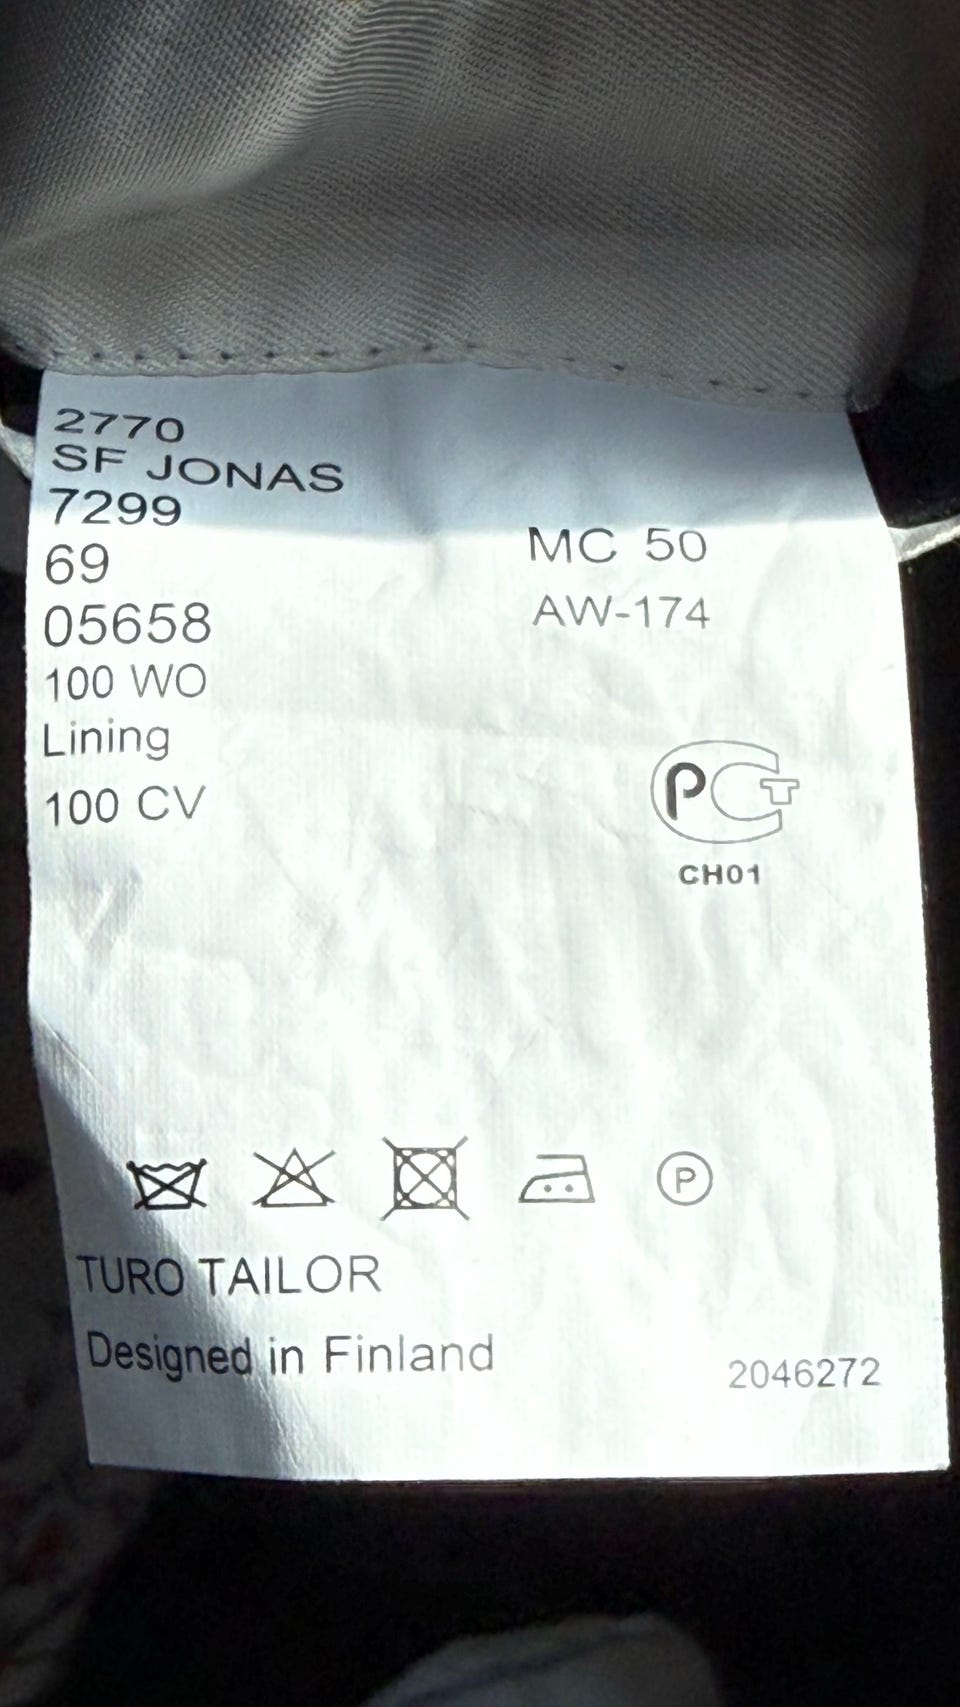 2770
SF JONAS
7299
69
05658
100 WO
Lining
100 CV
MC 50
AW-174
PCT
CH01
P
TURO TAILOR
Designed in Finland
2046272